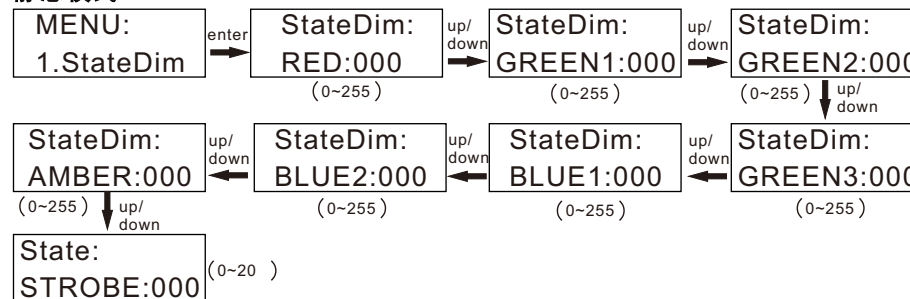 MENU:
1.StateDim
enter
StateDim:
RED:000
(0~255)
up/
down
StateDim:
GREEN1:000
(0~255)
up/
down
StateDim:
GREEN2:000
(0~255)
up/
down
StateDim:
GREEN3:000
(0~255)
up/
down
StateDim:
BLUE1:000
(0~255)
up/
down
StateDim:
BLUE2:000
(0~255)
up/
down
StateDim:
AMBER:000
(0~255)
up/
down
State:
STROBE:000
(0~20 )